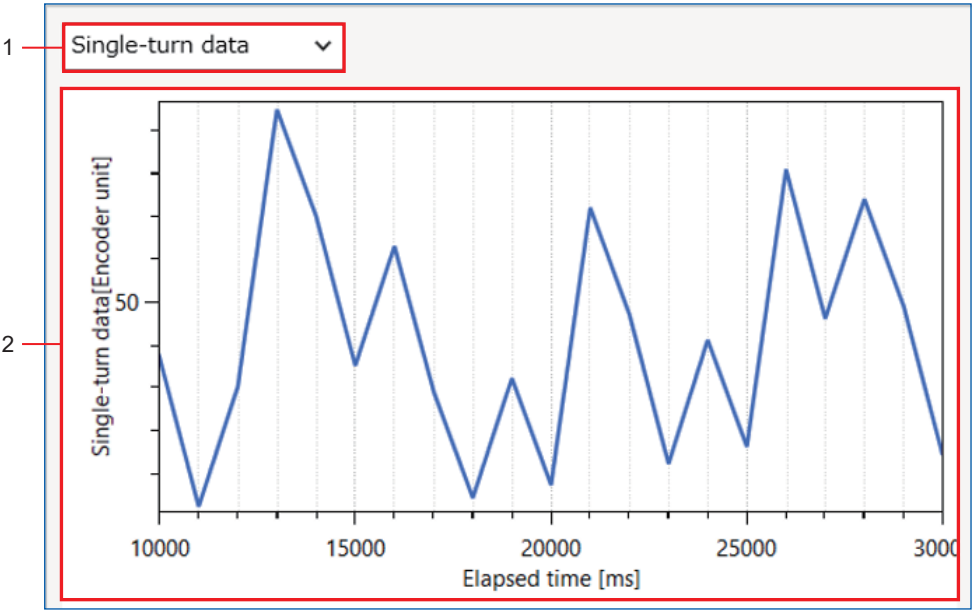 1
Single-turn data
2
Single-turn data[Encoder unit]
50
10000 15000 20000 25000 3000
Elapsed time [ms]